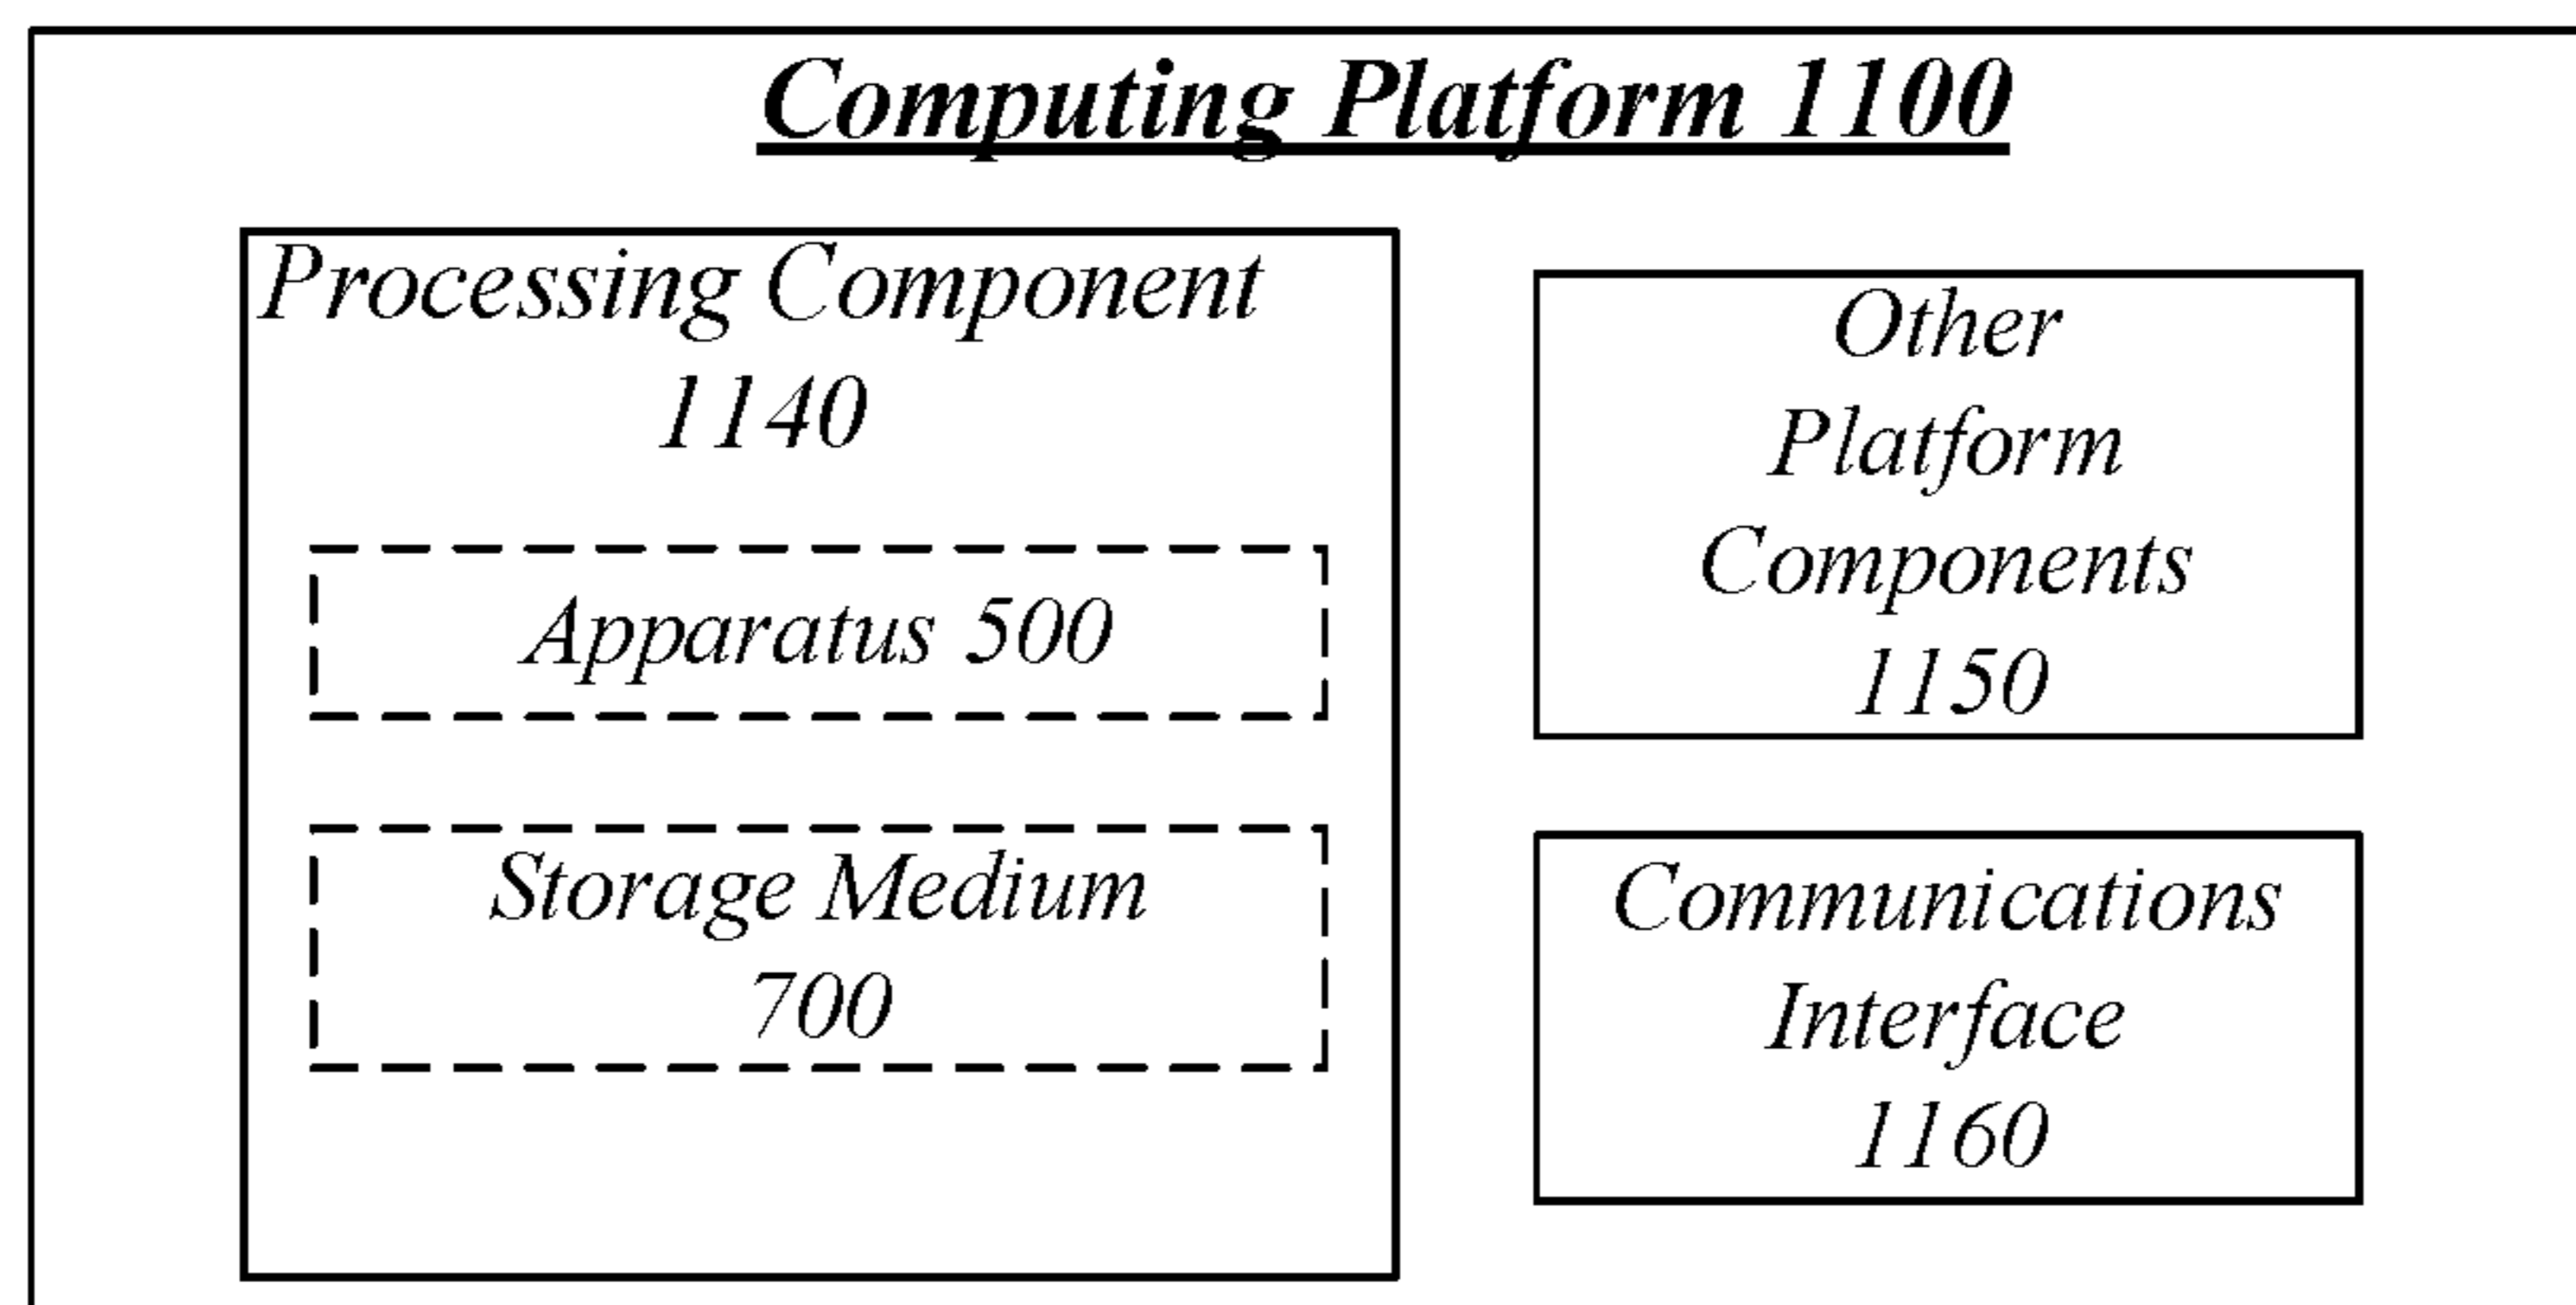 Computing Platform 1100
Processing Component
1140
Apparatus 500
Storage Medium
700
Other
Platform
Components
1150
Communications
Interface
1160